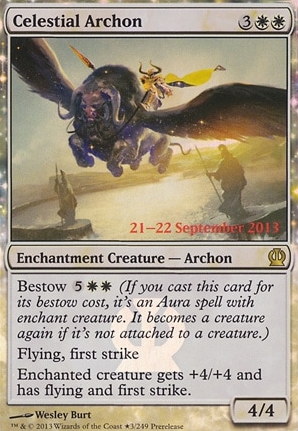 Celestial Archon 3
21–22 September 2013
Enchantment Creature — Archon
Bestow 5 (If you cast this card for
its bestow cost, it's an Aura spell with
enchant creature. It becomes a creature
again if it's not attached to a creature.)
Flying, first strike
Enchanted creature gets +4/+4 and
has flying and first strike.
Wesley Burt
™ & © 2013 Wizards of the Coast ★3/249 Prerelease
4/4